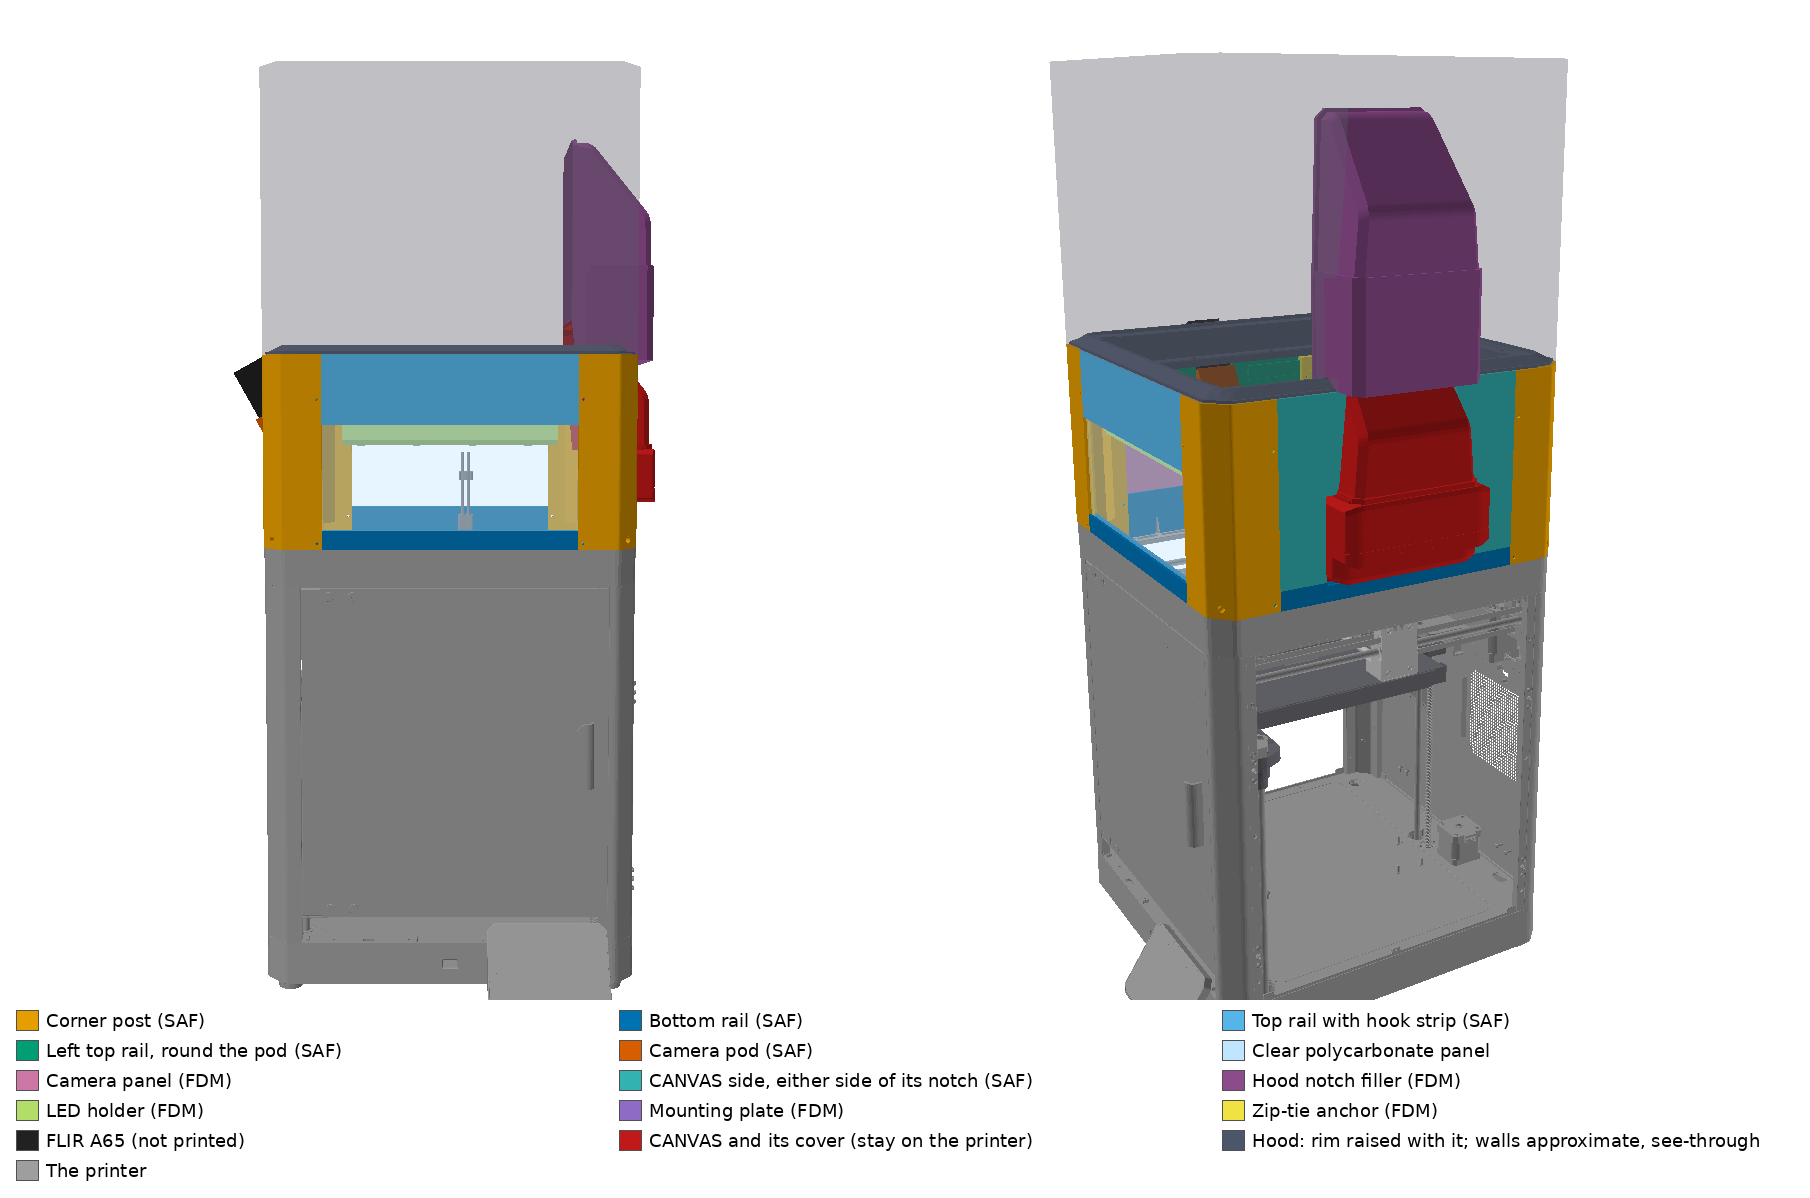 Corner post (SAF)
Bottom rail (SAF)
Top rail with hook strip (SAF)
Left top rail, round the pod (SAF)
Camera pod (SAF)
Clear polycarbonate panel
Camera panel (FDM)
CANVAS side, either side of its notch (SAF)
Hood notch filler (FDM)
LED holder (FDM)
Mounting plate (FDM)
Zip-tie anchor (FDM)
FLIR A65 (not printed)
CANVAS and its cover (stay on the printer)
Hood: rim raised with it; walls approximate, see-through
The printer